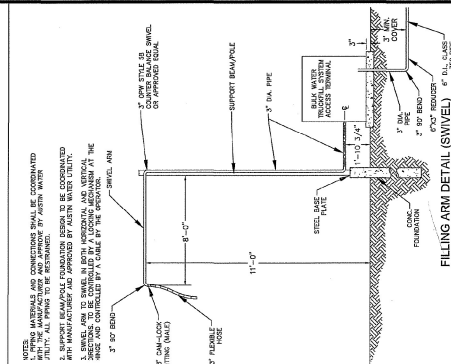 NOTES:
1. PIPING MATERIALS AND CONNECTIONS SHALL BE COORDINATED
WITH THE MANUFACTURER AND APPROVE BY AUSTIN WATER
UTILITY. ALL PIPING TO BE RESTRAINED.
2. SUPPORT BEAM/POLE FOUNDATION DESIGN TO BE COORDINATED
WITH MANUFACTURER AND APPROVED BY AUSTIN WATER UTILITY.
3. SWIVEL ARM TO SWIVEL IN BOTH HORIZONTAL AND VERTICAL
DIRECTIONS. TO BE CONTROLLED BY A LOCKING MECHANISM AT THE
HINGE AND CONTROLLED BY A CABLE BY THE OPERATOR.
SWIVEL ARM
3" OPW STYLE 5B
COUNTER BALANCE SWIVEL
OR APPROVED EQUAL
3" 90° BEND
CAM-LOCK
(MALE)
FLEXIBLE
HOSE
8'-0"
SUPPORT BEAM/POLE
3" DIA. PIPE
11'-0"
BULK WATER
TRUCKFILL SYSTEM
ACCESS TERMINAL
1'-10 3/4"
3"
3' MIN.
COVER
STEEL BASE
PLATE
CONC.
FOUNDATION
3" DIA.
PIPE
3" 90° BEND
6"X3" REDUCER
6" D.I., CLASS
FILLING ARM DETAIL (SWIVEL)